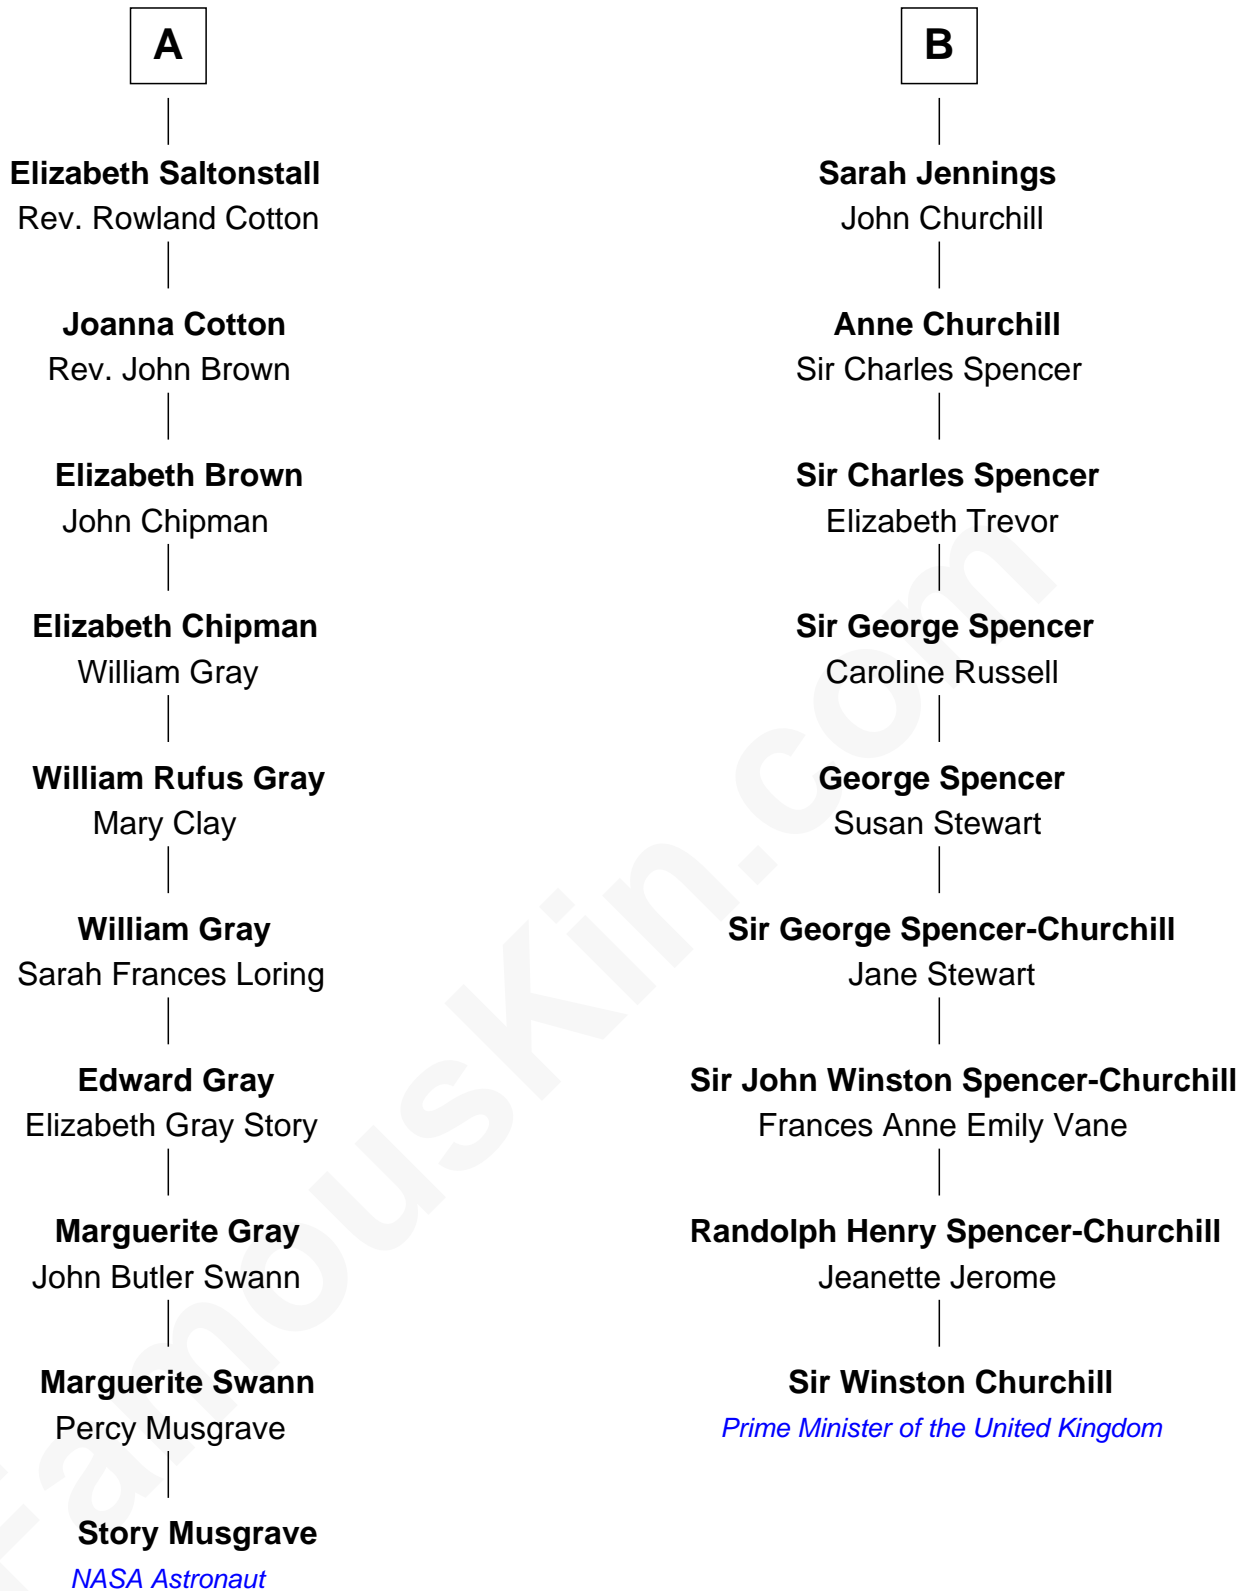 A
Elizabeth Saltonstall
Rev. Rowland Cotton
Joanna Cotton
Rev. John Brown
Elizabeth Brown
John Chipman
Elizabeth Chipman
William Gray
William Rufus Gray
Mary Clay
William Gray
Sarah Frances Loring
Edward Gray
Elizabeth Gray Story
Marguerite Gray
John Butler Swann
Marguerite Swann
Percy Musgrave
Story Musgrave
NASA Astronaut
B
Sarah Jennings
John Churchill
Anne Churchill
Sir Charles Spencer
Sir Charles Spencer
Elizabeth Trevor
Sir George Spencer
Caroline Russell
George Spencer
Susan Stewart
Sir George Spencer-Churchill
Jane Stewart
Sir John Winston Spencer-Churchill
Frances Anne Emily Vane
Randolph Henry Spencer-Churchill
Jeanette Jerome
Sir Winston Churchill
Prime Minister of the United Kingdom
FamousKin.com